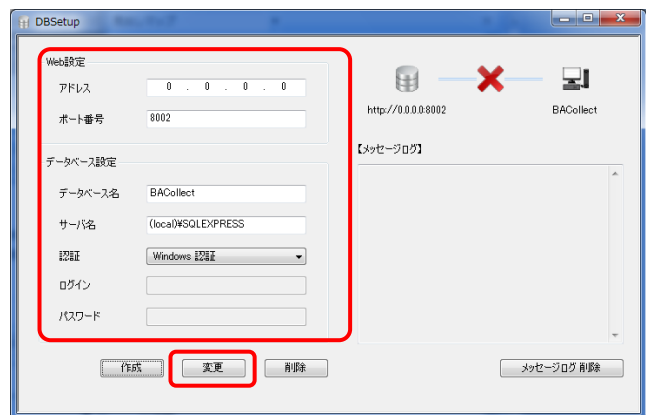 DBSetup
Web設定
アドレス 0 . 0 . 0 . 0
ポート番号 8002
データベース設定
データベース名 BACollect
サーバ名 (local)¥SQLEXPRESS
認証 Windows 認証
ログイン
パスワード
作成 変更 削除
http://0.0.0.0:8002 BACollect
【メッセージログ】
メッセージログ 削除